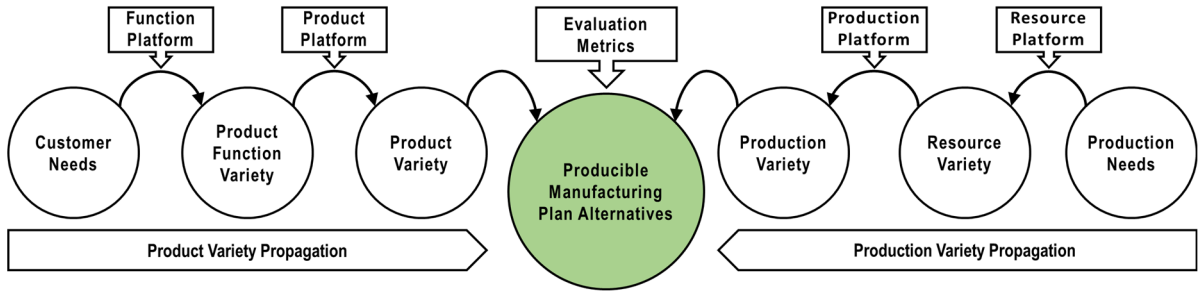 Function
Platform
Product
Platform
Evaluation
Metrics
Production
Platform
Resource
Platform
Customer
Needs
Product
Function
Variety
Product
Variety
Producible
Manufacturing
Plan Alternatives
Production
Variety
Resource
Variety
Production
Needs
Product Variety Propagation
Production Variety Propagation